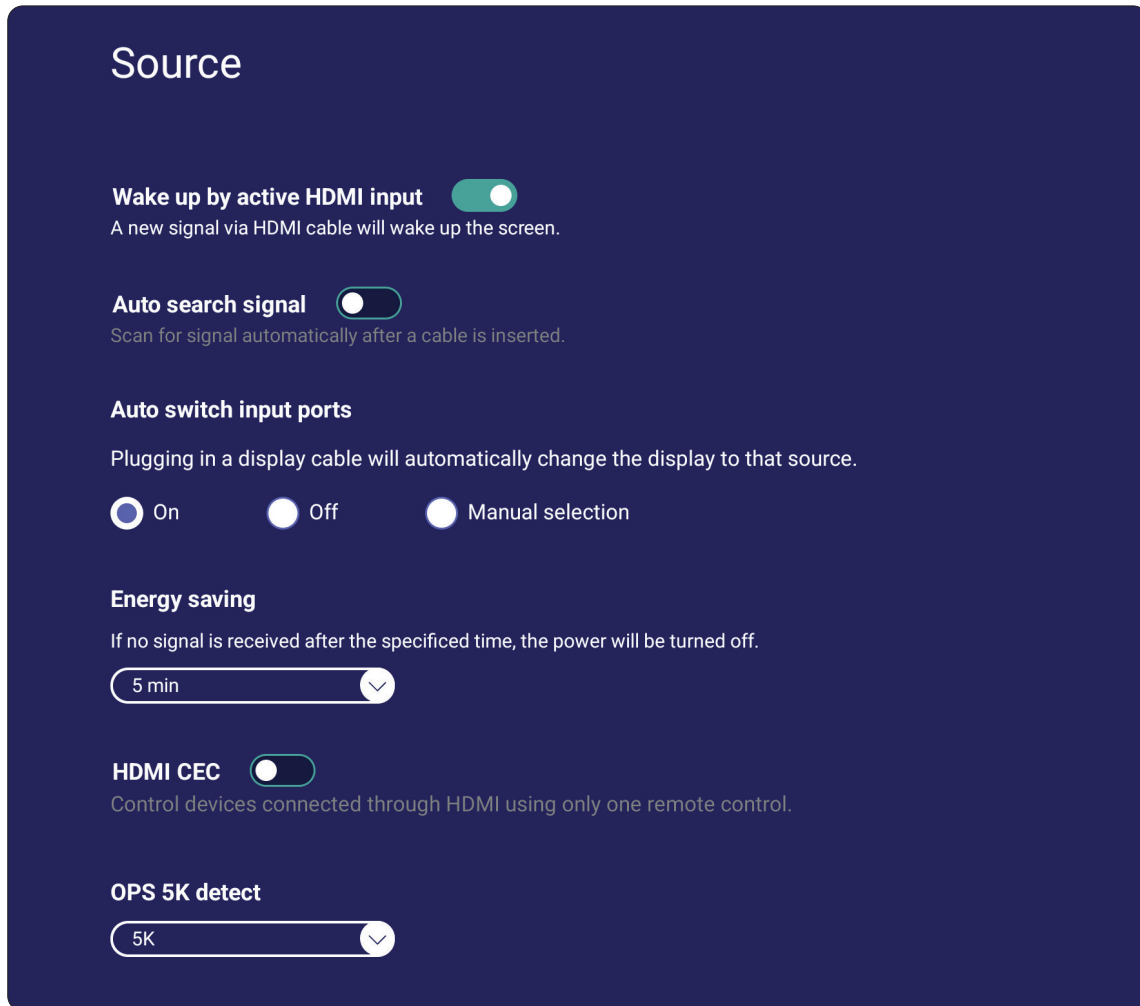 Source
Wake up by active HDMI input
A new signal via HDMI cable will wake up the screen.
Auto search signal
Scan for signal automatically after a cable is inserted.
Auto switch input ports
Plugging in a display cable will automatically change the display to that source.
On Off Manual selection
Energy saving
If no signal is received after the specificed time, the power will be turned off.
5 min
HDMI CEC
Control devices connected through HDMI using only one remote control.
OPS 5K detect
5K